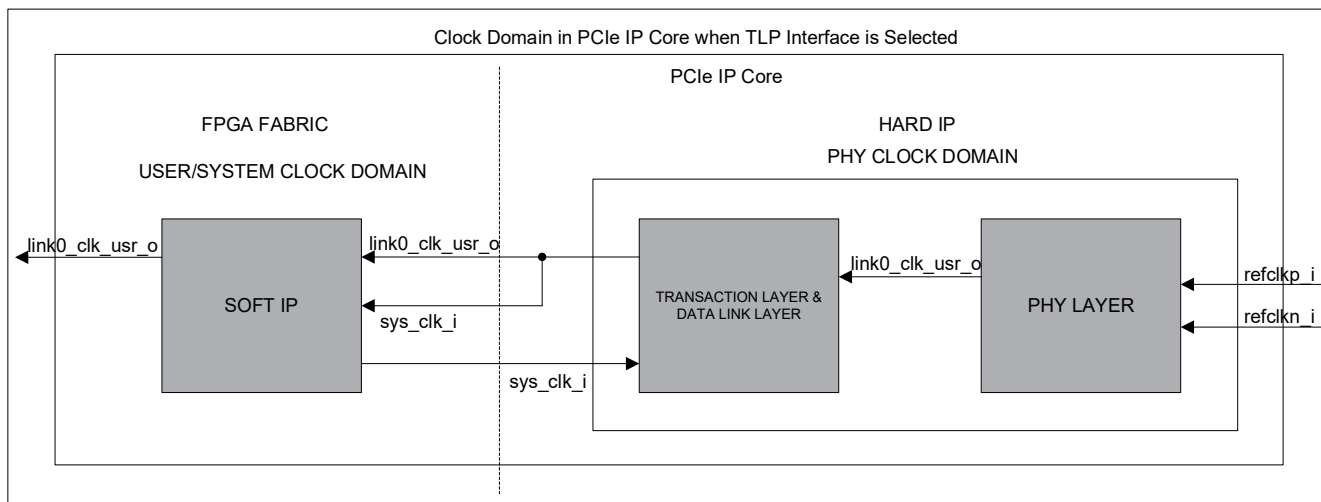 Clock Domain in PCIe IP Core when TLP Interface is Selected
PCIe IP Core
FPGA FABRIC
HARD IP
USER/SYSTEM CLOCK DOMAIN
PHY CLOCK DOMAIN
link0_clk_usr_o
link0_clk_usr_o
link0_clk_usr_o
refclkp_i
SOFT IP
sys_clk_i
TRANSACTION LAYER &
DATA LINK LAYER
PHY LAYER
refclkn_i
sys_clk_i